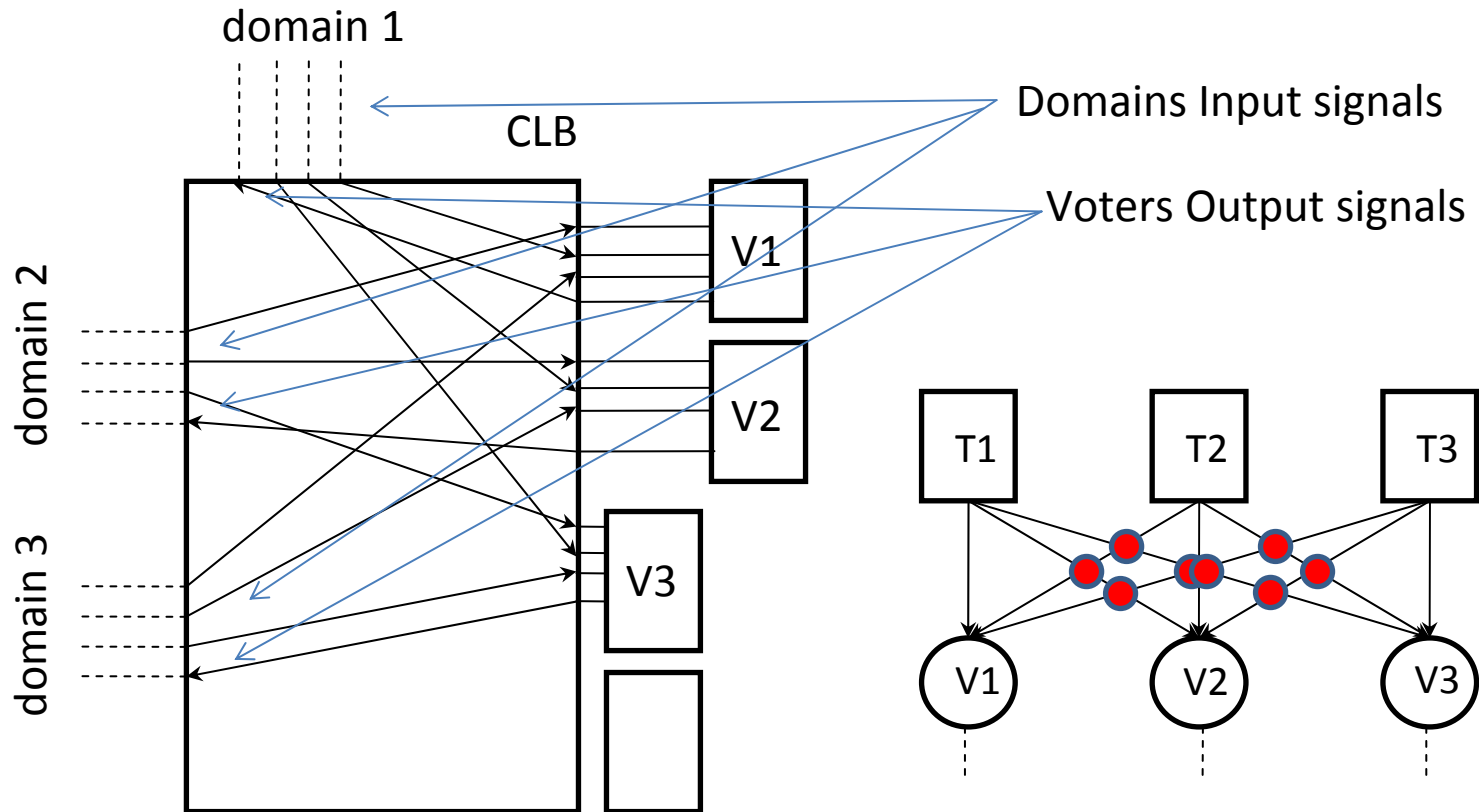 domain 1
Domains Input signals
CLB
Voters Output signals
V1
domain 2
V2
T1
T2
T3
domain 3
V3
V1
V2
V3